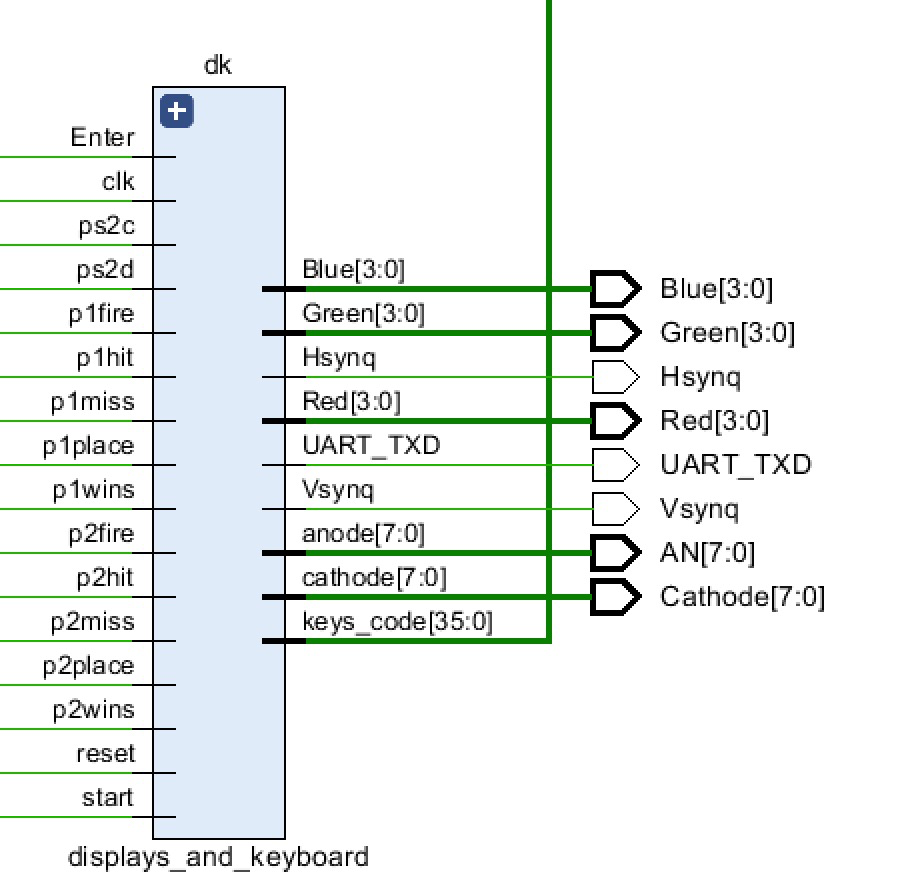 dk
Enter
clk
ps2c
ps2d
p1fire
p1hit
p1miss
p1place
p1wins
p2fire
p2hit
p2miss
p2place
p2wins
reset
start
Blue[3:0]
Green[3:0]
Hsynq
Red[3:0]
UART_TXD
Vsynq
anode[7:0]
cathode[7:0]
keys_code[35:0]
Blue[3:0]
Green[3:0]
Hsynq
Red[3:0]
UART_TXD
Vsynq
AN[7:0]
Cathode[7:0]
displays_and_keyboard